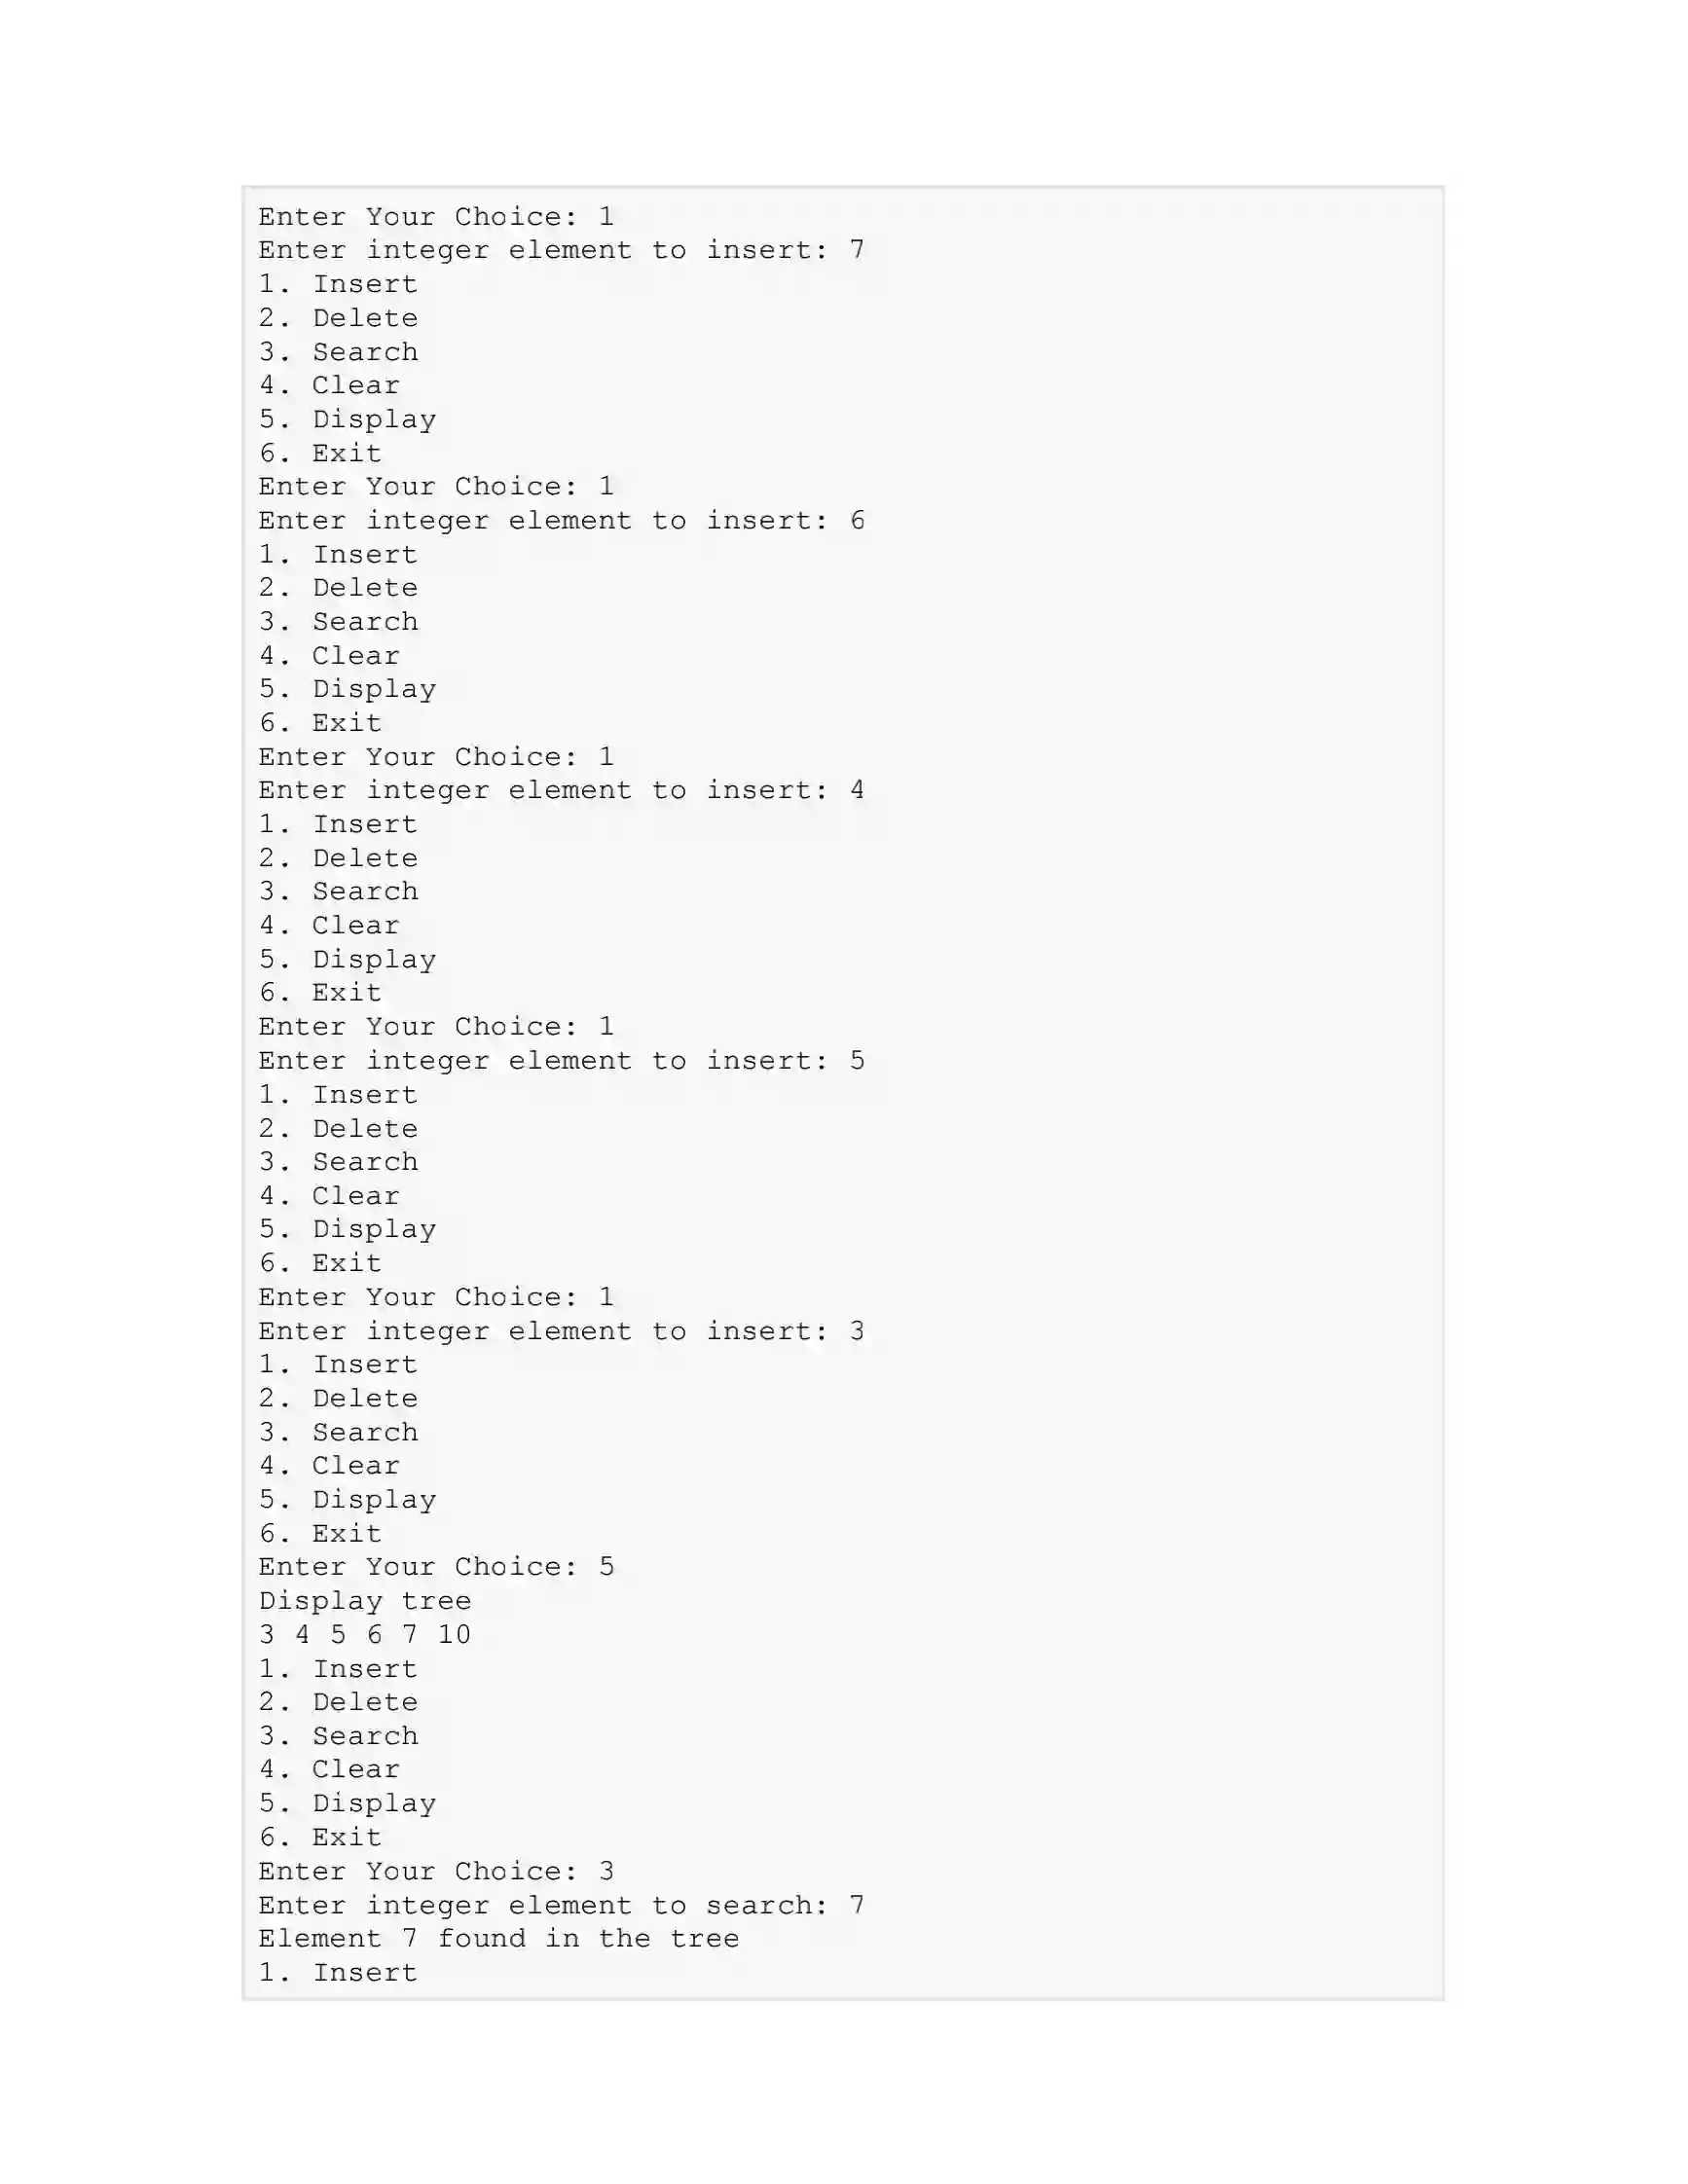 Enter Your Choice: 1
Enter integer element to insert: 7
1. Insert
2. Delete
3. Search
4. Clear
5. Display
6. Exit
Enter Your Choice: 1
Enter integer element to insert: 6
1. Insert
2. Delete
3. Search
4. Clear
5. Display
6. Exit
Enter Your Choice: 1
Enter integer element to insert: 4
1. Insert
2. Delete
3. Search
4. Clear
5. Display
6. Exit
Enter Your Choice: 1
Enter integer element to insert: 5
1. Insert
2. Delete
3. Search
4. Clear
5. Display
6. Exit
Enter Your Choice: 1
Enter integer element to insert: 3
1. Insert
2. Delete
3. Search
4. Clear
5. Display
6. Exit
Enter Your Choice: 5
Display tree
3 4 5 6 7 10
1. Insert
2. Delete
3. Search
4. Clear
5. Display
6. Exit
Enter Your Choice: 3
Enter integer element to search: 7
Element 7 found in the tree
1. Insert